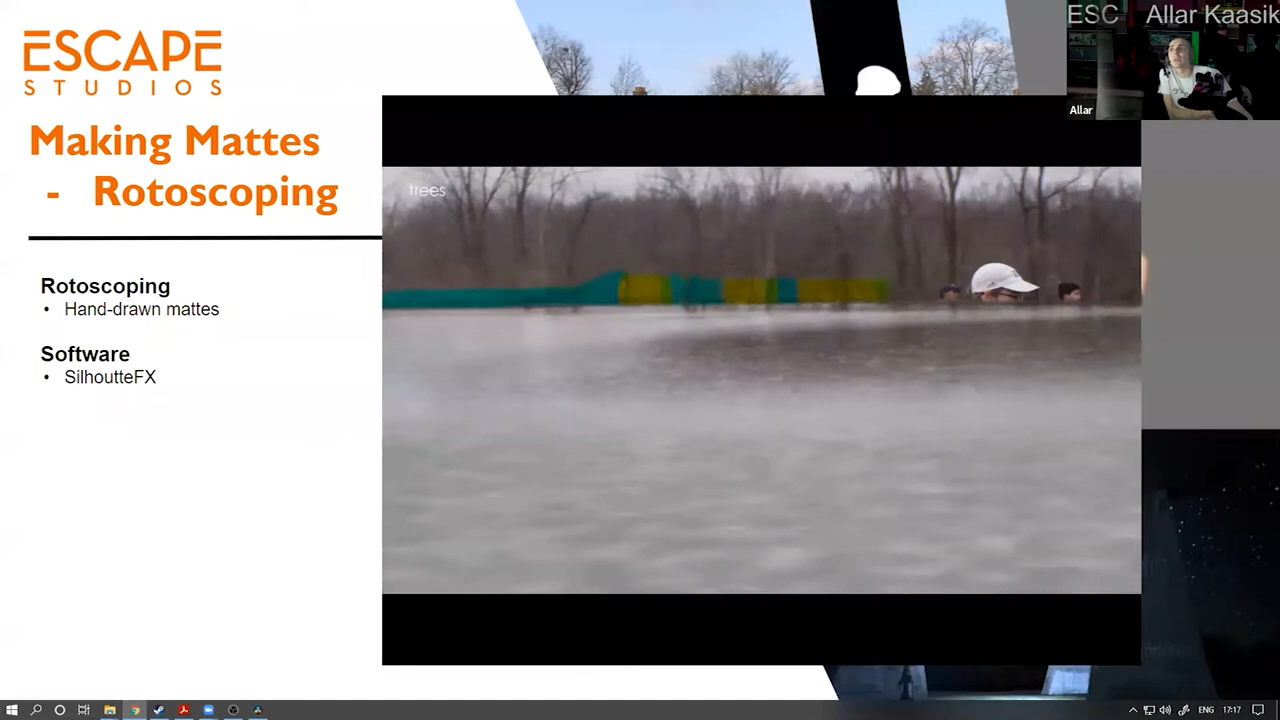 ESCAPE
STUDIOS
Making Mattes
- Rotoscoping
Rotoscoping
• Hand-drawn mattes
Software
• SilhoutteFX
trees
ESC Allar Kaasik
Allar
ENG 17:17